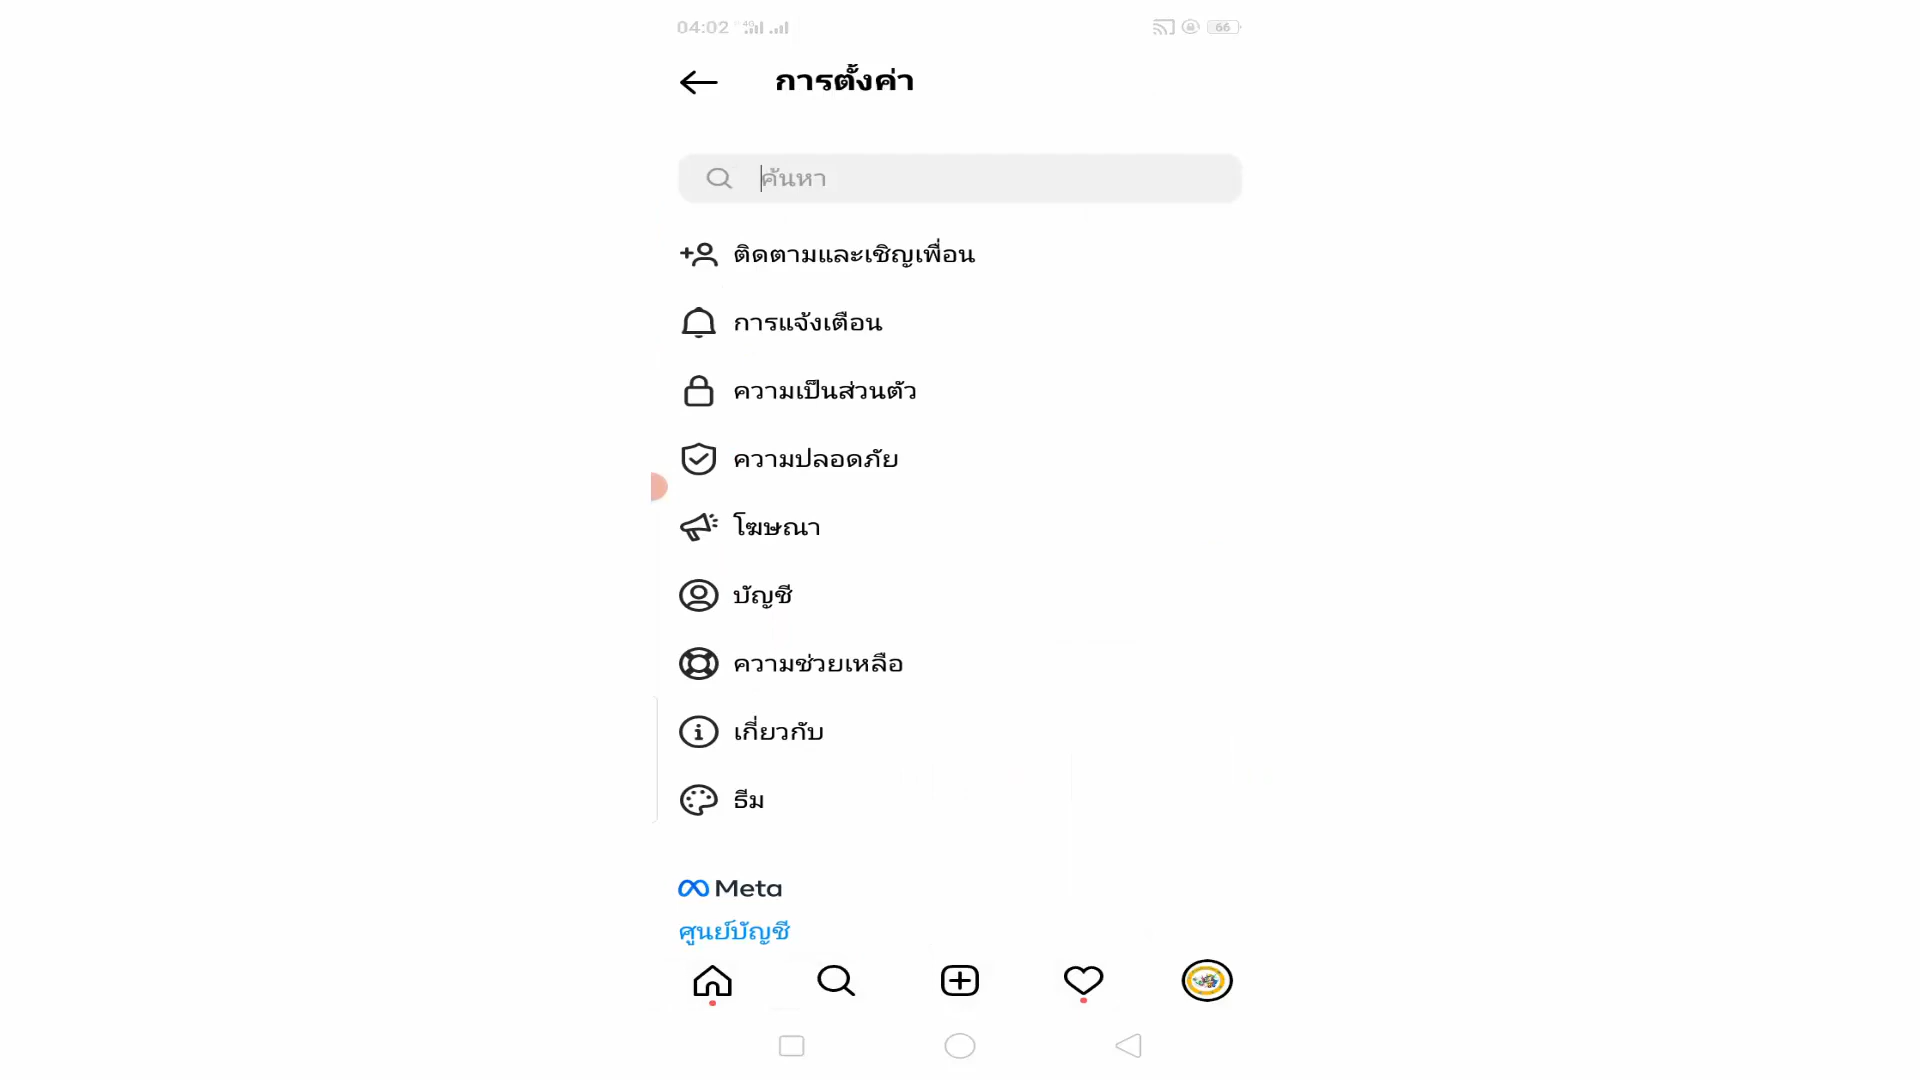 04:02 4G 66
การตั้งค่า
ค้นหา
ติดตามและเชิญเพื่อน
การแจ้งเตือน
ความเป็นส่วนตัว
ความปลอดภัย
โฆษณา
บัญชี
ความช่วยเหลือ
เกี่ยวกับ
ธีม
Meta
ศูนย์บัญชี